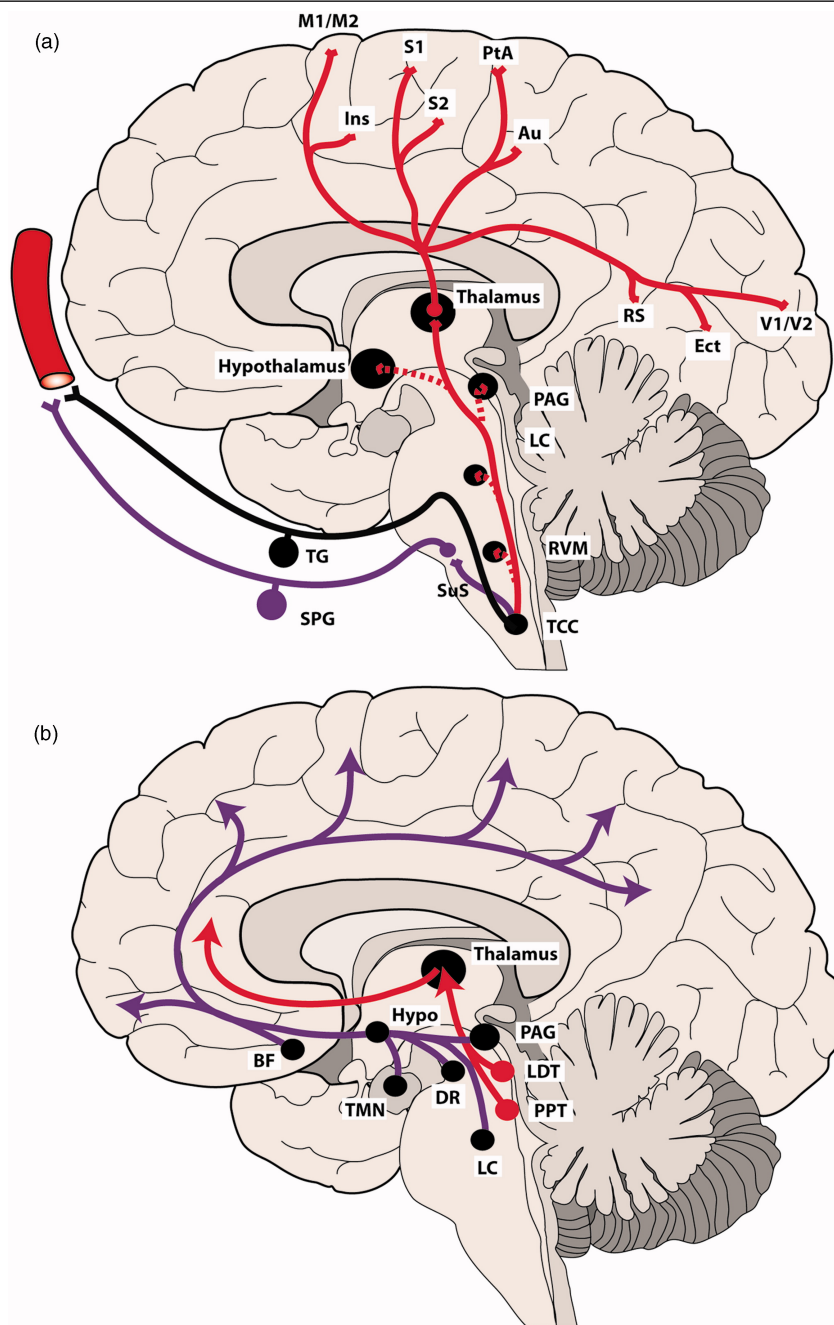 (a)
M1/M2
S1
PtA
Ins
S2
Au
Thalamus
RS
V1/V2
Ect
Hypothalamus
PAG
LC
TG
RVM
SuS
SPG
TCC
(b)
Thalamus
Hypo
PAG
BF
LDT
TMN
DR
PPT
LC